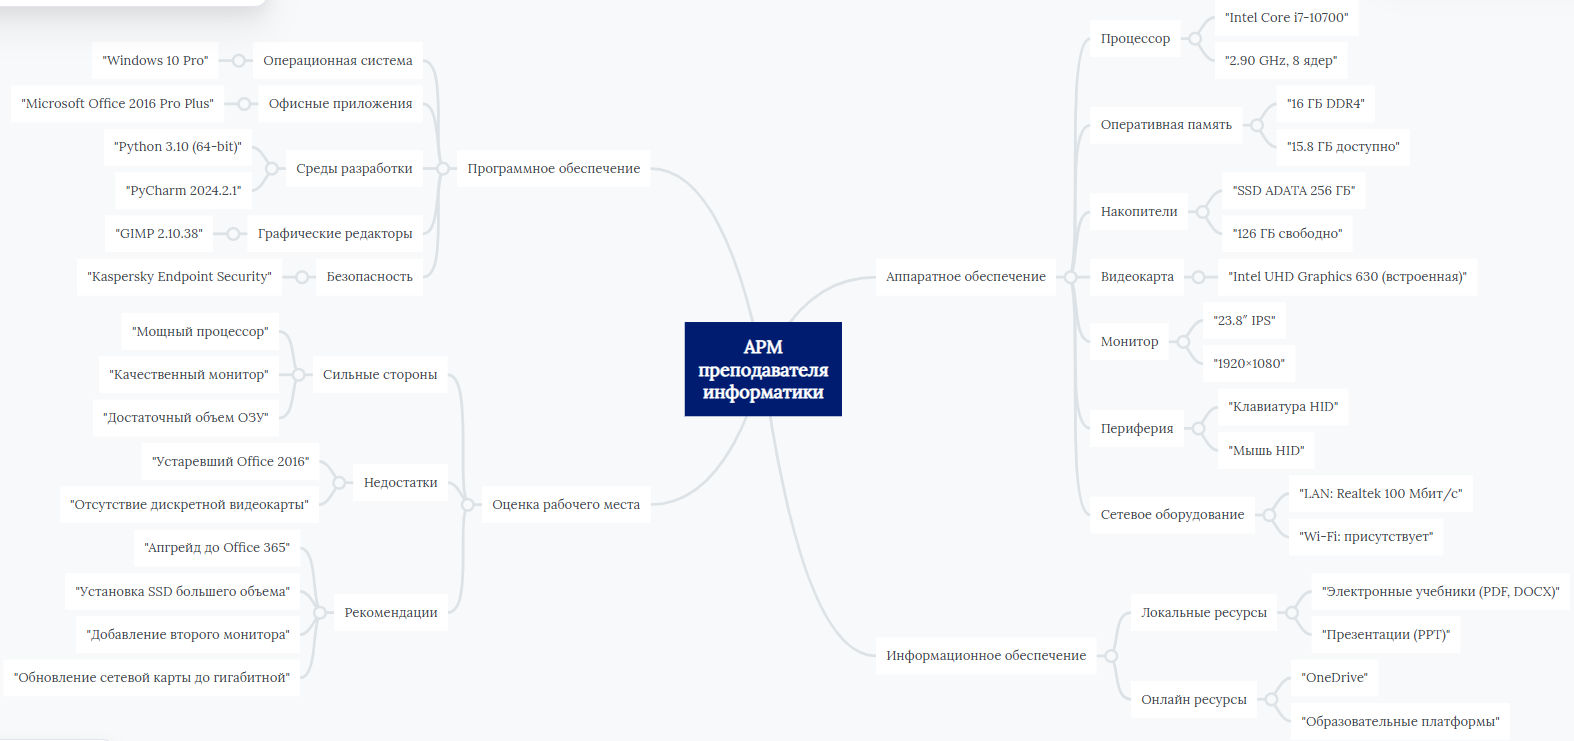 АРМ
преподавателя
информатики
Программное обеспечение
Операционная система
"Windows 10 Pro"
Офисные приложения
"Microsoft Office 2016 Pro Plus"
Среды разработки
"Python 3.10 (64-bit)"
"PyCharm 2024.2.1"
Графические редакторы
"GIMP 2.10.38"
Безопасность
"Kaspersky Endpoint Security"
Оценка рабочего места
Сильные стороны
"Мощный процессор"
"Качественный монитор"
"Достаточный объем ОЗУ"
Недостатки
"Устаревший Office 2016"
"Отсутствие дискретной видеокарты"
Рекомендации
"Апгрейд до Office 365"
"Установка SSD большего объема"
"Добавление второго монитора"
"Обновление сетевой карты до гигабитной"
Аппаратное обеспечение
Процессор
"Intel Core i7-10700"
"2.90 GHz, 8 ядер"
Оперативная память
"16 ГБ DDR4"
"15.8 ГБ доступно"
Накопители
"SSD ADATA 256 ГБ"
"126 ГБ свободно"
Видеокарта
"Intel UHD Graphics 630 (встроенная)"
Монитор
"23.8″ IPS"
"1920×1080"
Периферия
"Клавиатура HID"
"Мышь HID"
Сетевое оборудование
"LAN: Realtek 100 Мбит/с"
"Wi-Fi: присутствует"
Информационное обеспечение
Локальные ресурсы
"Электронные учебники (PDF, DOCX)"
"Презентации (PPT)"
Онлайн ресурсы
"OneDrive"
"Образовательные платформы"